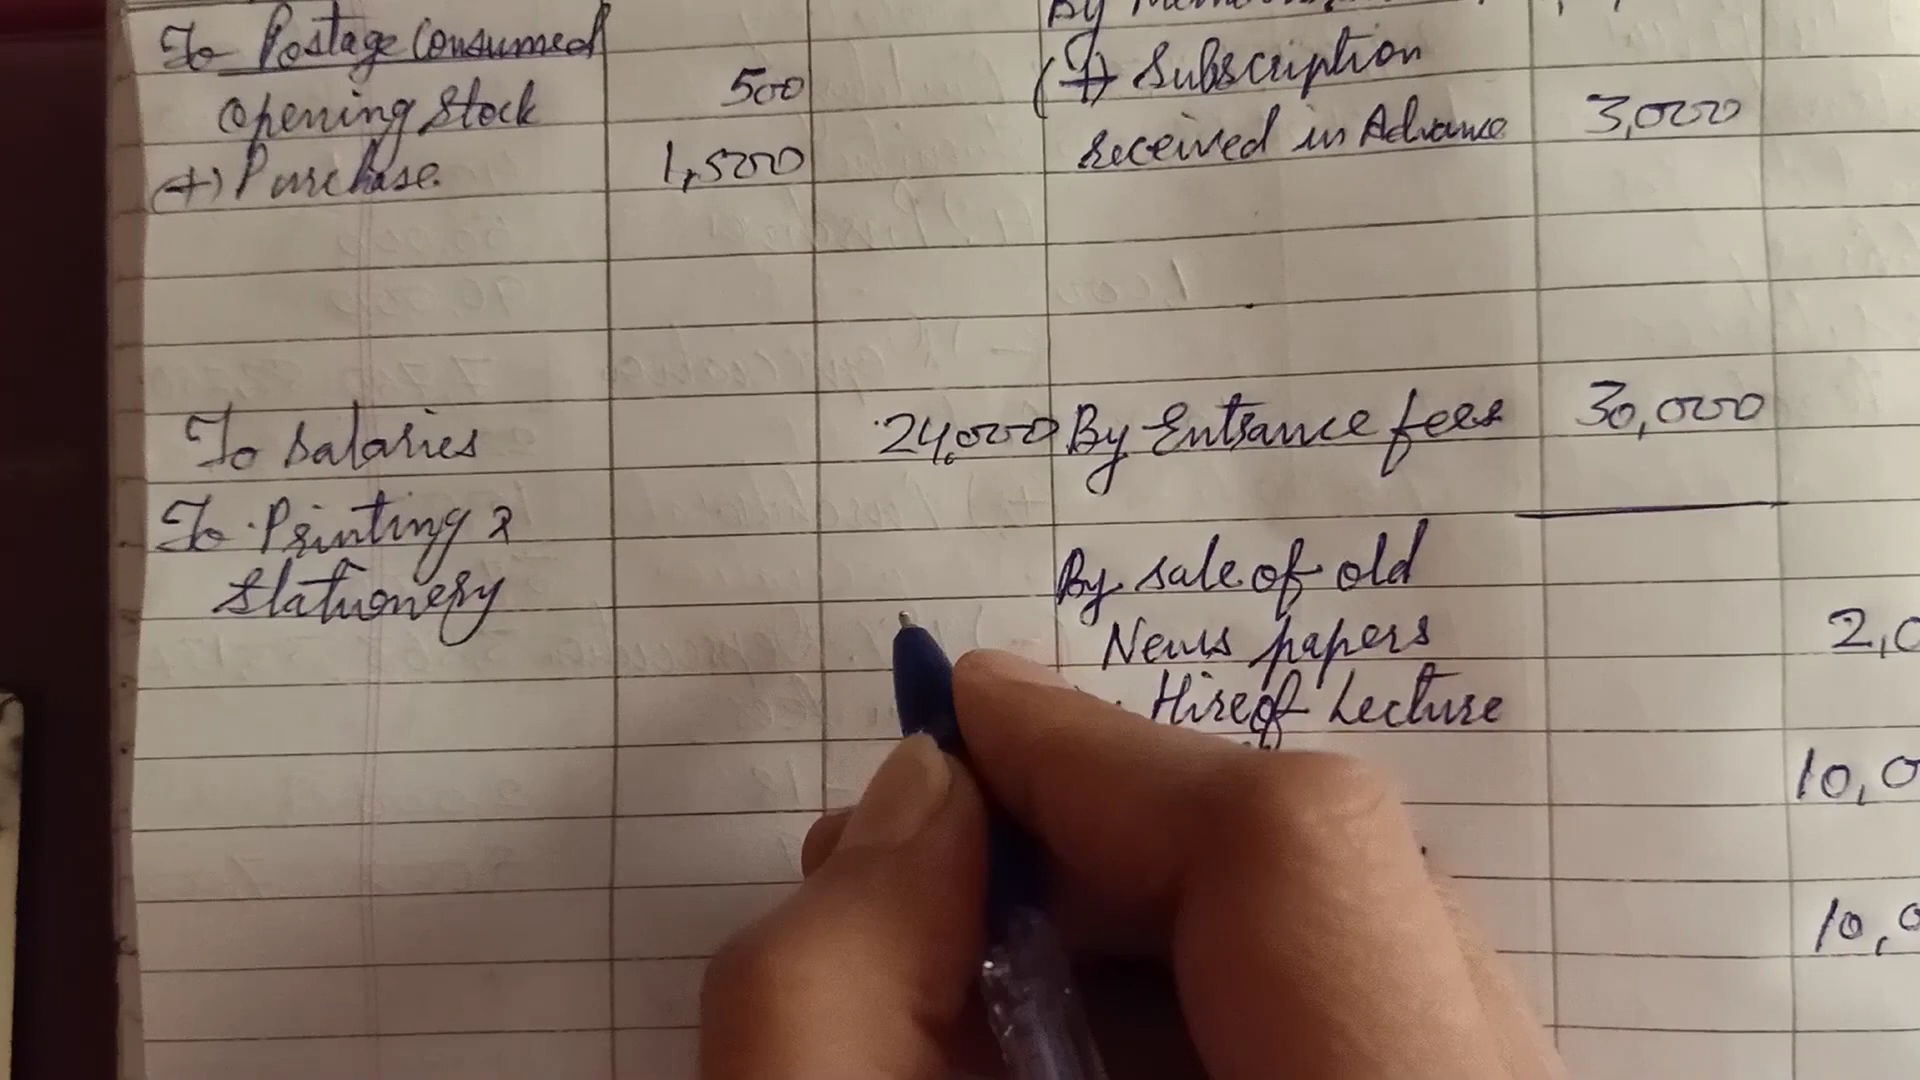 To Postage Consumed
Opening Stock 500
(+) Purchase. 1,500
To Salaries 24,000
To Printing &
Stationery
By
(+) Subscription
received in Advance 3,000
By Entrance fees 30,000
By sale of old
News papers 2,0
Hire of Lecture
10,0
10,0